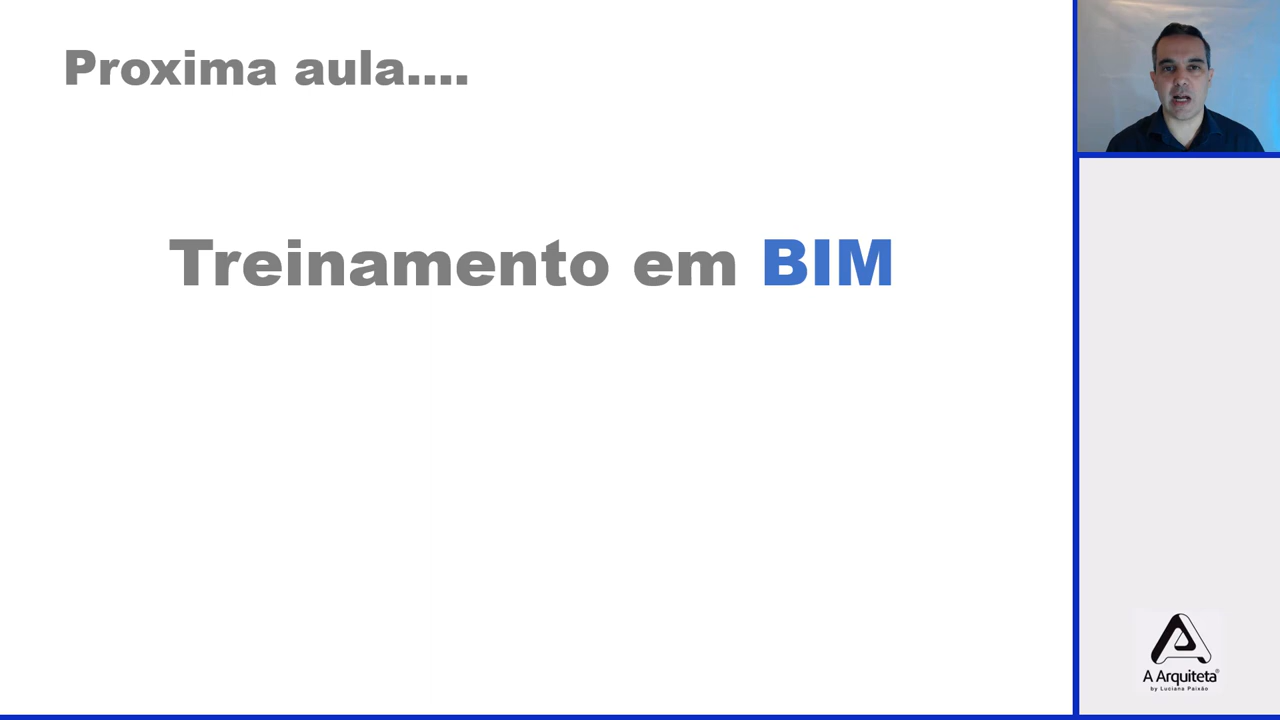 Proxima aula....
Treinamento em BIM
A Arquiteta®
by Luciana Paixão